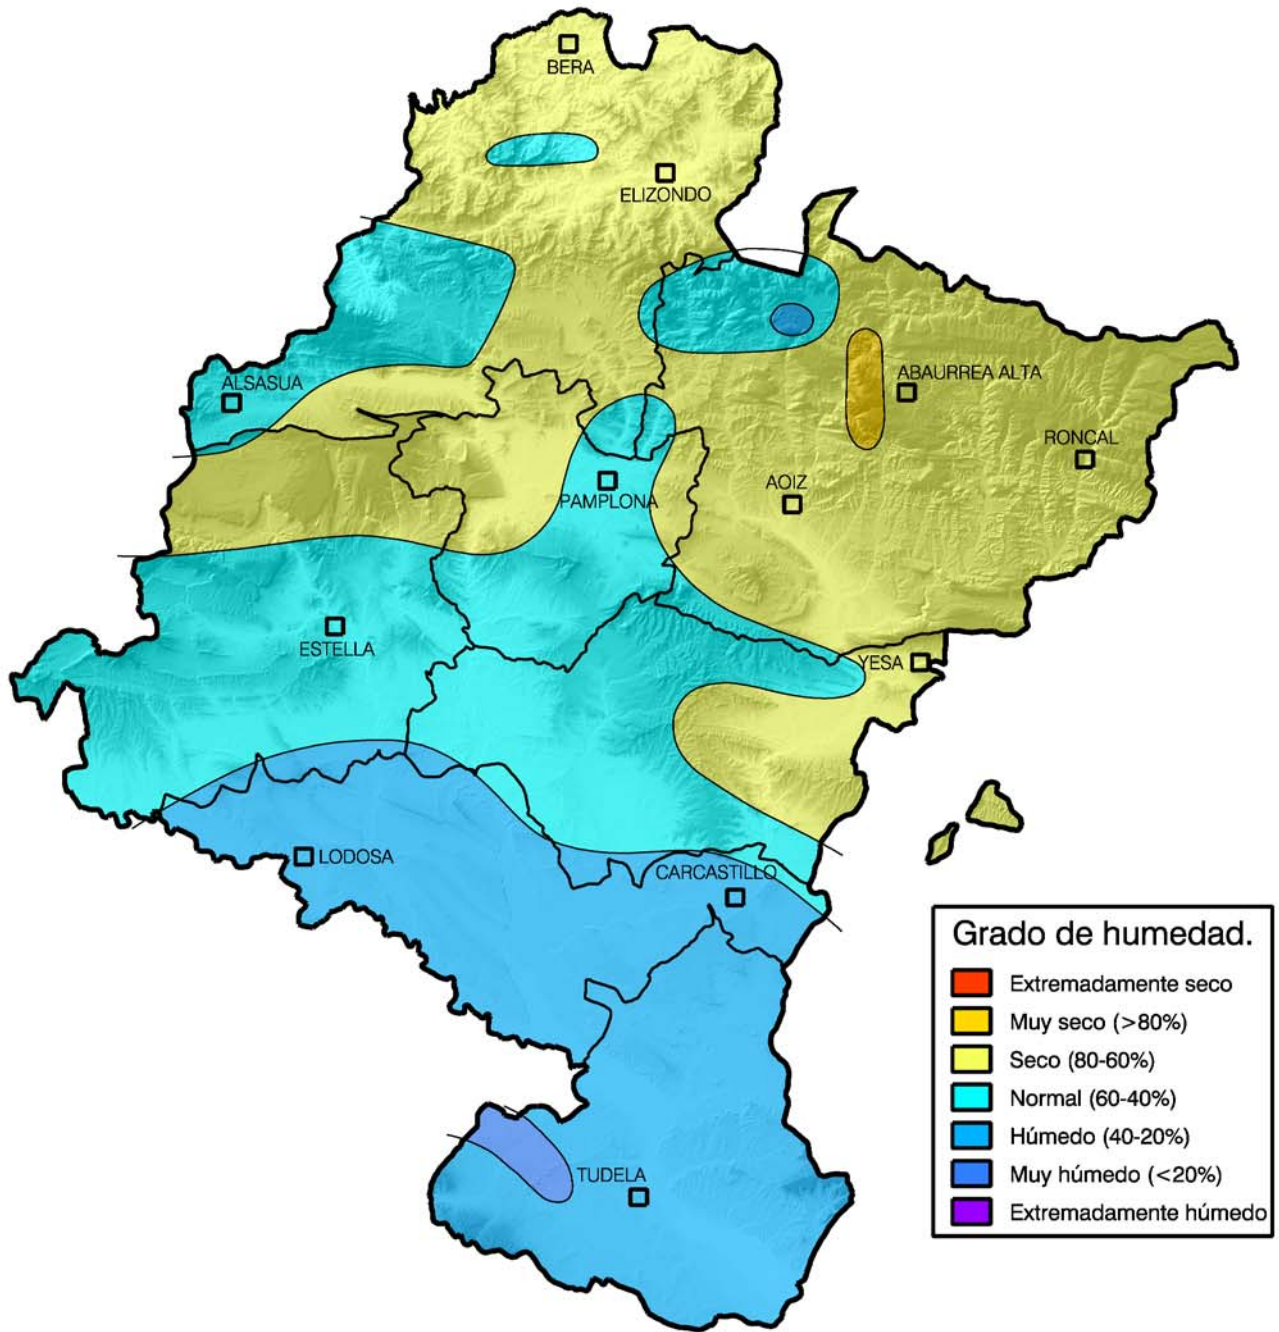 BERA
ELIZONDO
ALSASUA
ABAURREA ALTA
RONCAL
AOIZ
PAMPLONA
ESTELLA
YESA
LODOSA
CARCASTILLO
TUDELA
Grado de humedad.
Extremadamente seco
Muy seco (>80%)
Seco (80-60%)
Normal (60-40%)
Húmedo (40-20%)
Muy húmedo (<20%)
Extremadamente húmedo